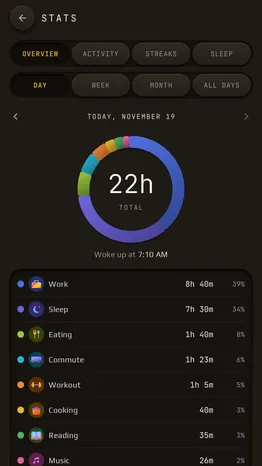 STATS
OVERVIEW ACTIVITY STREAKS SLEEP
DAY WEEK MONTH ALL DAYS
TODAY, NOVEMBER 19
22h
TOTAL
Woke up at 7:10 AM
Work 8h 40m 39%
Sleep 7h 30m 34%
Eating 1h 40m 8%
Commute 1h 23m 6%
Workout 1h 5m 5%
Cooking 40m 3%
Reading 35m 3%
Music 26m 2%